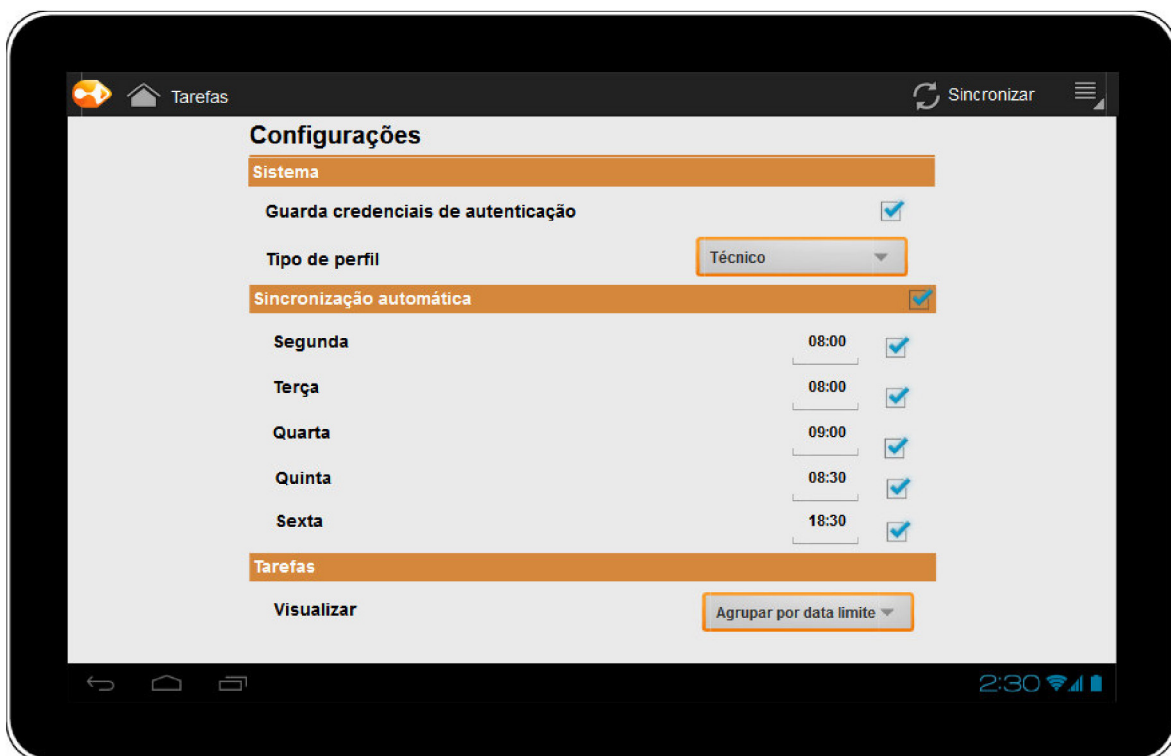 Tarefas Sincronizar
Configurações
Sistema
Guarda credenciais de autenticação
Tipo de perfil Técnico
Sincronização automática
Segunda 08:00
Terça 08:00
Quarta 09:00
Quinta 08:30
Sexta 18:30
Tarefas
Visualizar Agrupar por data limite
2:30